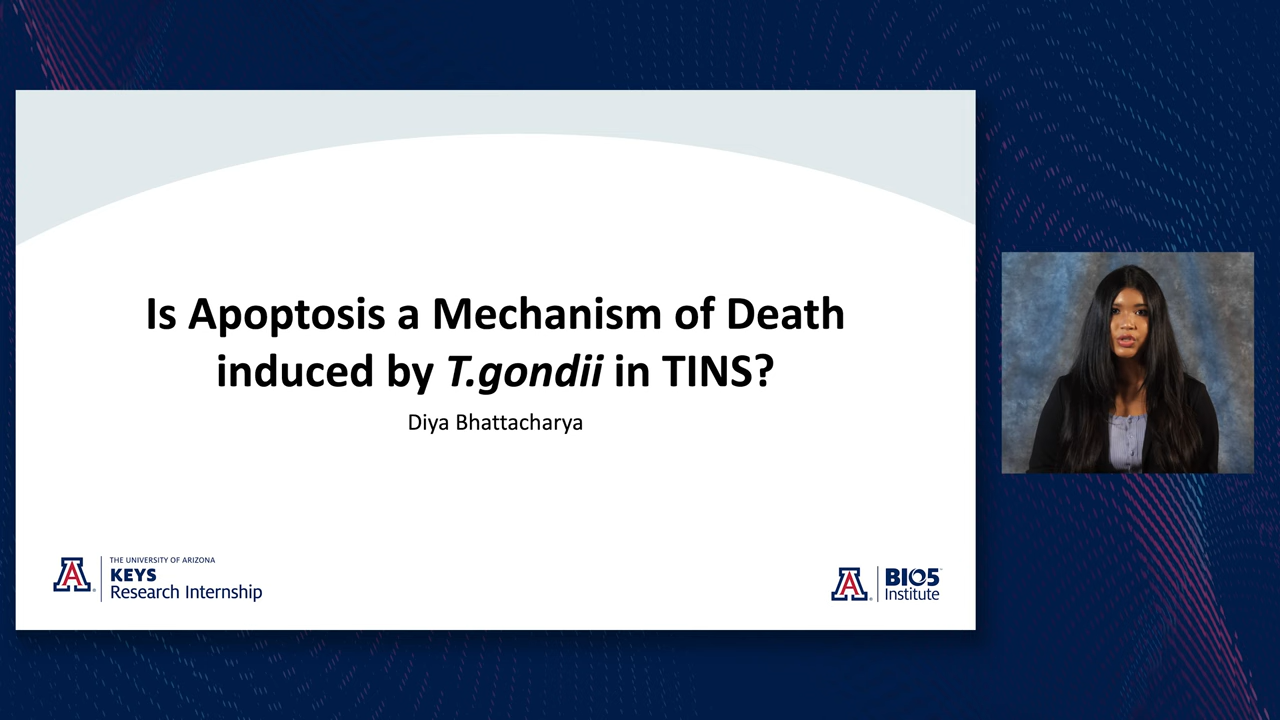 Is Apoptosis a Mechanism of Death
induced by T.gondii in TINS?
Diya Bhattacharya
THE UNIVERSITY OF ARIZONA
KEYS
Research Internship
BIO5
Institute